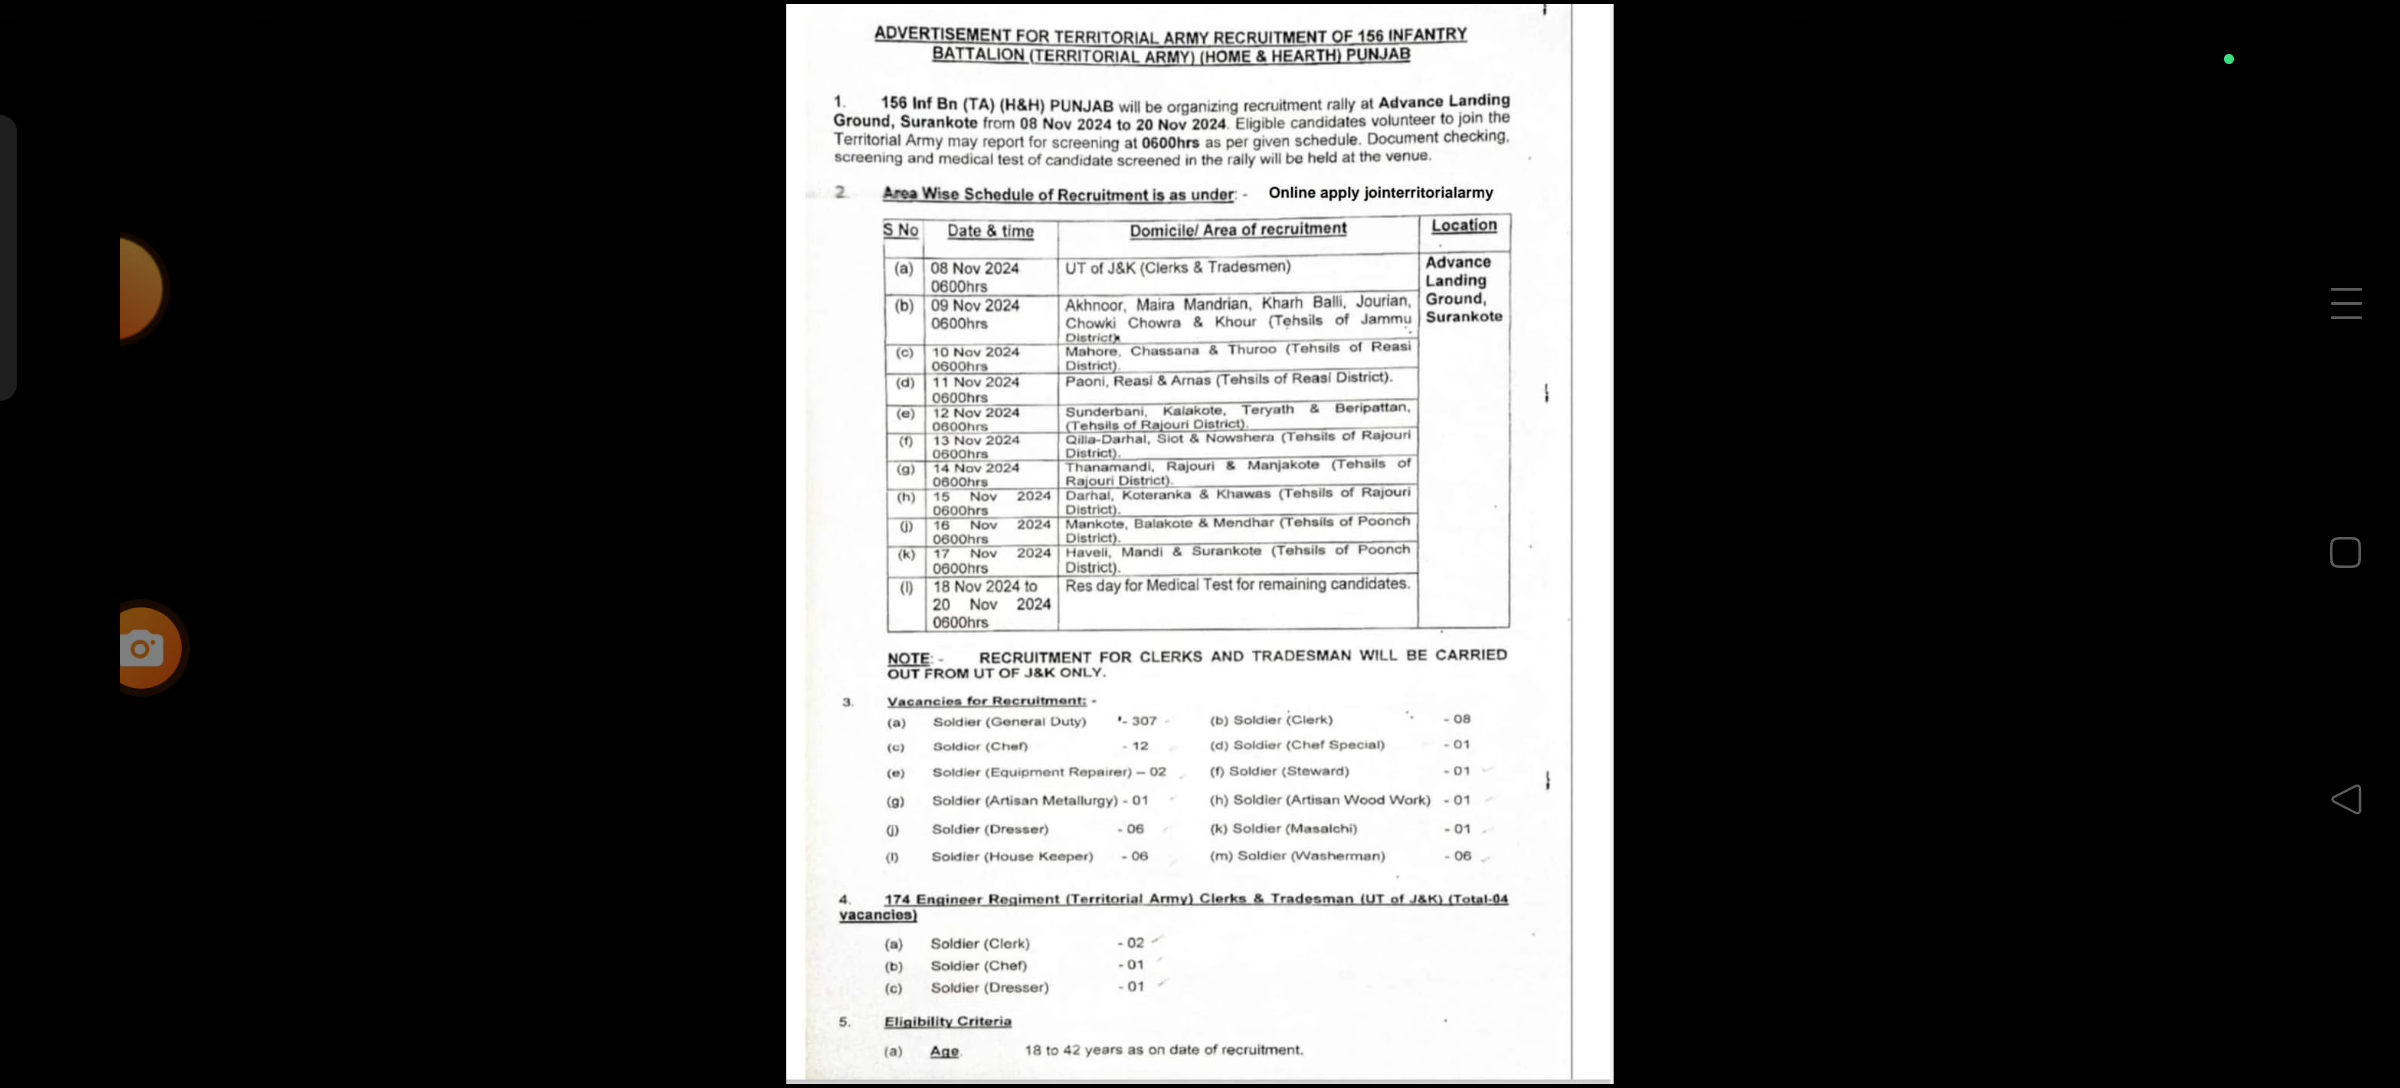 ADVERTISEMENT FOR TERRITORIAL ARMY RECRUITMENT OF 156 INFANTRY
BATTALION (TERRITORIAL ARMY) (HOME & HEARTH) PUNJAB
1. 156 Inf Bn (TA) (H&H) PUNJAB will be organizing recruitment rally at Advance Landing
Ground, Surankote from 08 Nov 2024 to 20 Nov 2024. Eligible candidates volunteer to join the
Territorial Army may report for screening at 0600hrs as per given schedule. Document checking,
screening and medical test of candidate screened in the rally will be held at the venue.
2 Area Wise Schedule of Recruitment is as under: - Online apply jointerritorialarmy
S No Date & time Domicile/ Area of recruitment Location
(a) 08 Nov 2024 UT of J&K (Clerks & Tradesmen) Advance
0600hrs Landing
(b) 09 Nov 2024 Akhnoor, Maira Mandrian, Kharh Balli, Jourian, Ground,
0600hrs Chowki Chowra & Khour (Tehsils of Jammu Surankote
District)
(c) 10 Nov 2024 Mahore, Chassana & Thuroo (Tehsils of Reasi
0600hrs District).
(d) 11 Nov 2024 Paoni, Reasi & Arnas (Tehsils of Reasi District).
0600hrs
(e) 12 Nov 2024 Sunderbani, Kalakote, Teryath & Beripattan,
0600hrs (Tehsils of Rajouri District).
(f) 13 Nov 2024 Qilla-Darhal, Siot & Nowshera (Tehsils of Rajouri
0600hrs District).
(g) 14 Nov 2024 Thanamandi, Rajouri & Manjakote (Tehsils of
0600hrs Rajouri District).
(h) 15 Nov 2024 Darhal, Koteranka & Khawas (Tehsils of Rajouri
0600hrs District).
(j) 16 Nov 2024 Mankote, Balakote & Mendhar (Tehsils of Poonch
0600hrs District).
(k) 17 Nov 2024 Haveli, Mandi & Surankote (Tehsils of Poonch
0600hrs District).
(l) 18 Nov 2024 to Res day for Medical Test for remaining candidates.
20 Nov 2024
0600hrs
NOTE: - RECRUITMENT FOR CLERKS AND TRADESMAN WILL BE CARRIED
OUT FROM UT OF J&K ONLY.
3. Vacancies for Recruitment: -
(a) Soldier (General Duty) - 307 (b) Soldier (Clerk) - 08
(c) Soldier (Chef) - 12 (d) Soldier (Chef Special) - 01
(e) Soldier (Equipment Repairer) – 02 (f) Soldier (Steward) - 01
(g) Soldier (Artisan Metallurgy) - 01 (h) Soldier (Artisan Wood Work) - 01
(j) Soldier (Dresser) - 06 (k) Soldier (Masalchi) - 01
(l) Soldier (House Keeper) - 06 (m) Soldier (Washerman) - 06
4. 174 Engineer Regiment (Territorial Army) Clerks & Tradesman (UT of J&K) (Total-04
vacancies)
(a) Soldier (Clerk) - 02
(b) Soldier (Chef) - 01
(c) Soldier (Dresser) - 01
5. Eligibility Criteria
(a) Age 18 to 42 years as on date of recruitment.